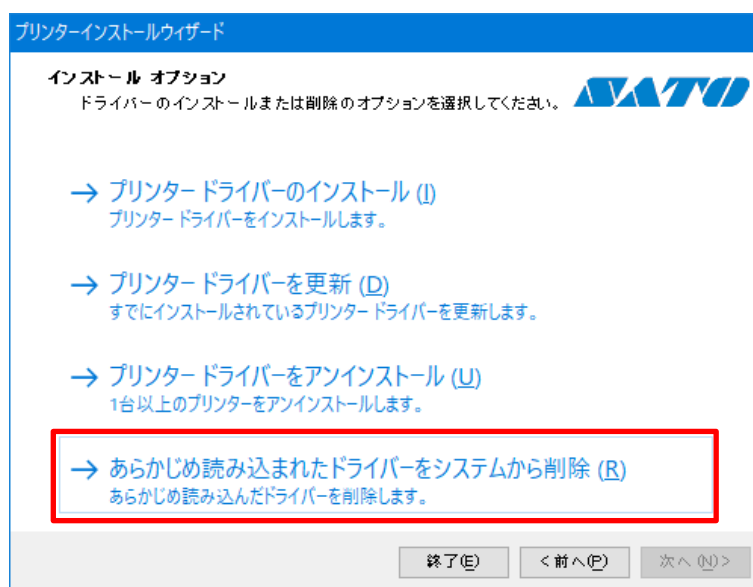 プリンターインストールウィザード
インストール オプション
ドライバーのインストールまたは削除のオプションを選択してください。
SATO
→ プリンター ドライバーのインストール (I)
プリンター ドライバーをインストールします。
→ プリンター ドライバーを更新 (D)
すでにインストールされているプリンター ドライバーを更新します。
→ プリンター ドライバーをアンインストール (U)
1台以上のプリンターをアンインストールします。
→ あらかじめ読み込まれたドライバーをシステムから削除 (R)
あらかじめ読み込んだドライバーを削除します。
終了(E) <前へ(P) 次へ(N)>